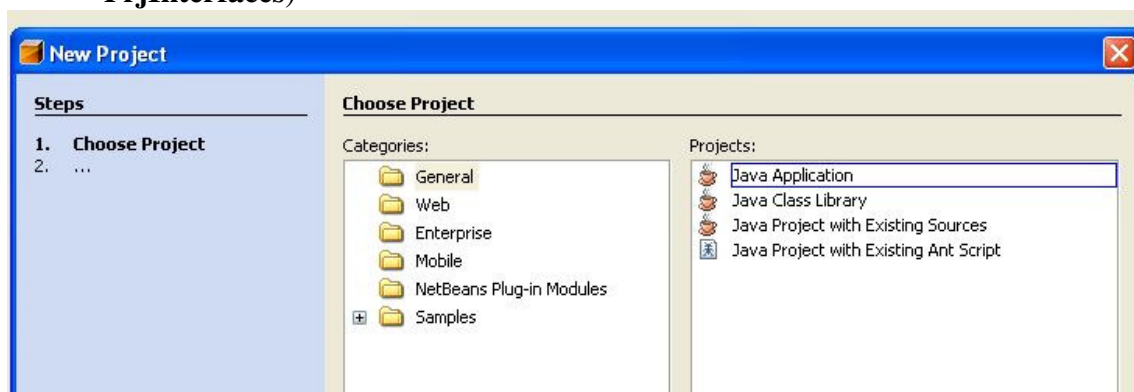 PrjInterfaces)
New Project
Steps
1. Choose Project
2. ...
Choose Project
Categories:
General
Web
Enterprise
Mobile
NetBeans Plug-in Modules
Samples
Projects:
Java Application
Java Class Library
Java Project with Existing Sources
Java Project with Existing Ant Script